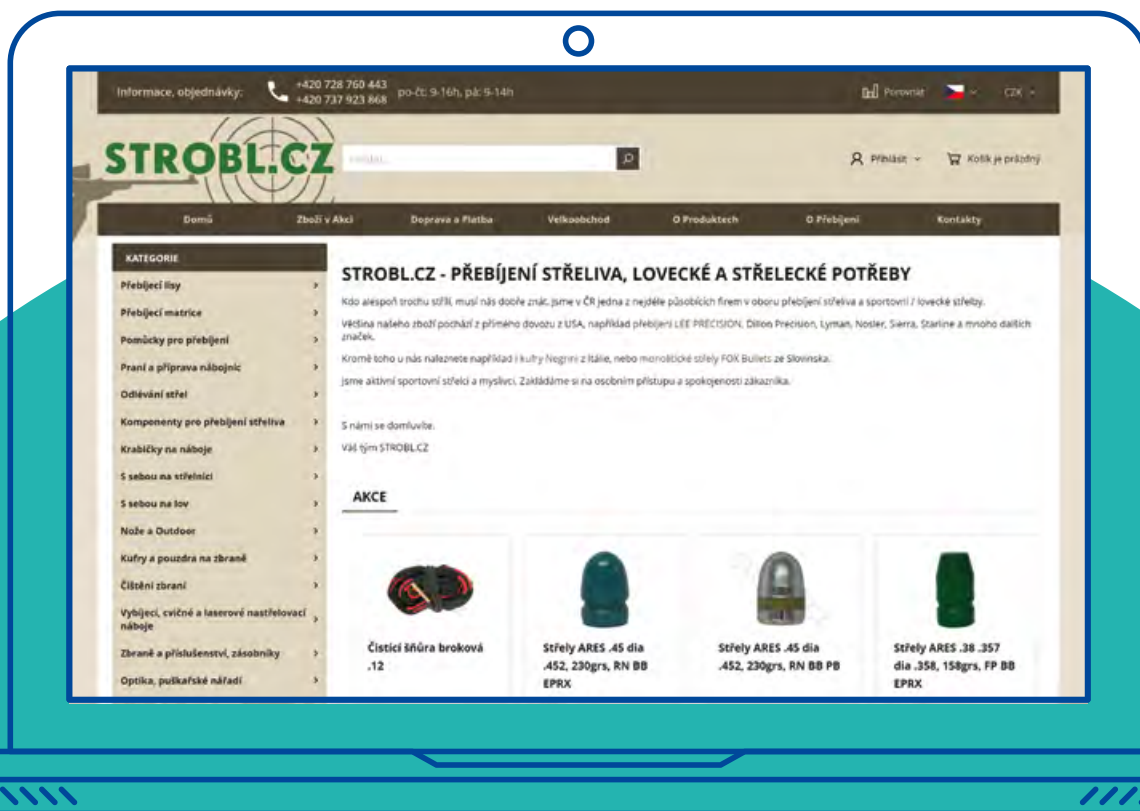 Informace, objednávky:
+420 728 760 443
+420 737 923 868
po-čt: 9-16h, pá: 9-14h
Porovnat
CZK
STROBL.CZ
Hledat...
Přihlásit
Košík je prázdný
Domů
Zboží v Akci
Doprava a Platba
Velkoobchod
O Produktech
O Přebíjení
Kontakty
KATEGORIE
Přebíjecí lisy
Přebíjecí matrice
Pomůcky pro přebíjení
Praní a příprava nábojnic
Odlévání střel
Komponenty pro přebíjení střeliva
Krabičky na náboje
S sebou na střelnici
S sebou na lov
Nože a Outdoor
Kufry a pouzdra na zbraně
Čištění zbraní
Vybíjecí, cvičné a laserové nastřelovací
náboje
Zbraně a příslušenství, zásobníky
Optika, puškařské nářadí
STROBL.CZ - PŘEBÍJENÍ STŘELIVA, LOVECKÉ A STŘELECKÉ POTŘEBY
Kdo alespoň trochu střílí, musí nás dobře znát. Jsme v ČR jedna z nejdéle působících firem v oboru přebíjení střeliva a sportovní / lovecké střelby.
Většina našeho zboží pochází z přímého dovozu z USA, například přebíjení LEE PRECISION, Dillon Precision, Lyman, Nosler, Sierra, Starline a mnoho dalších
značek.
Kromě toho u nás naleznete například i kufry Negrini z Itálie, nebo monolitické střely FOX Bullets ze Slovinska.
Jsme aktivní sportovní střelci a myslivci. Zakládáme si na osobním přístupu a spokojenosti zákazníka.
S námi se domluvíte.
Váš tým STROBL.CZ
AKCE
Čistící šňůra broková
.12
Střely ARES .45 dia
.452, 230grs, RN BB
EPRX
Střely ARES .45 dia
.452, 230grs, RN BB PB
Střely ARES .38 .357
dia .358, 158grs, FP BB
EPRX